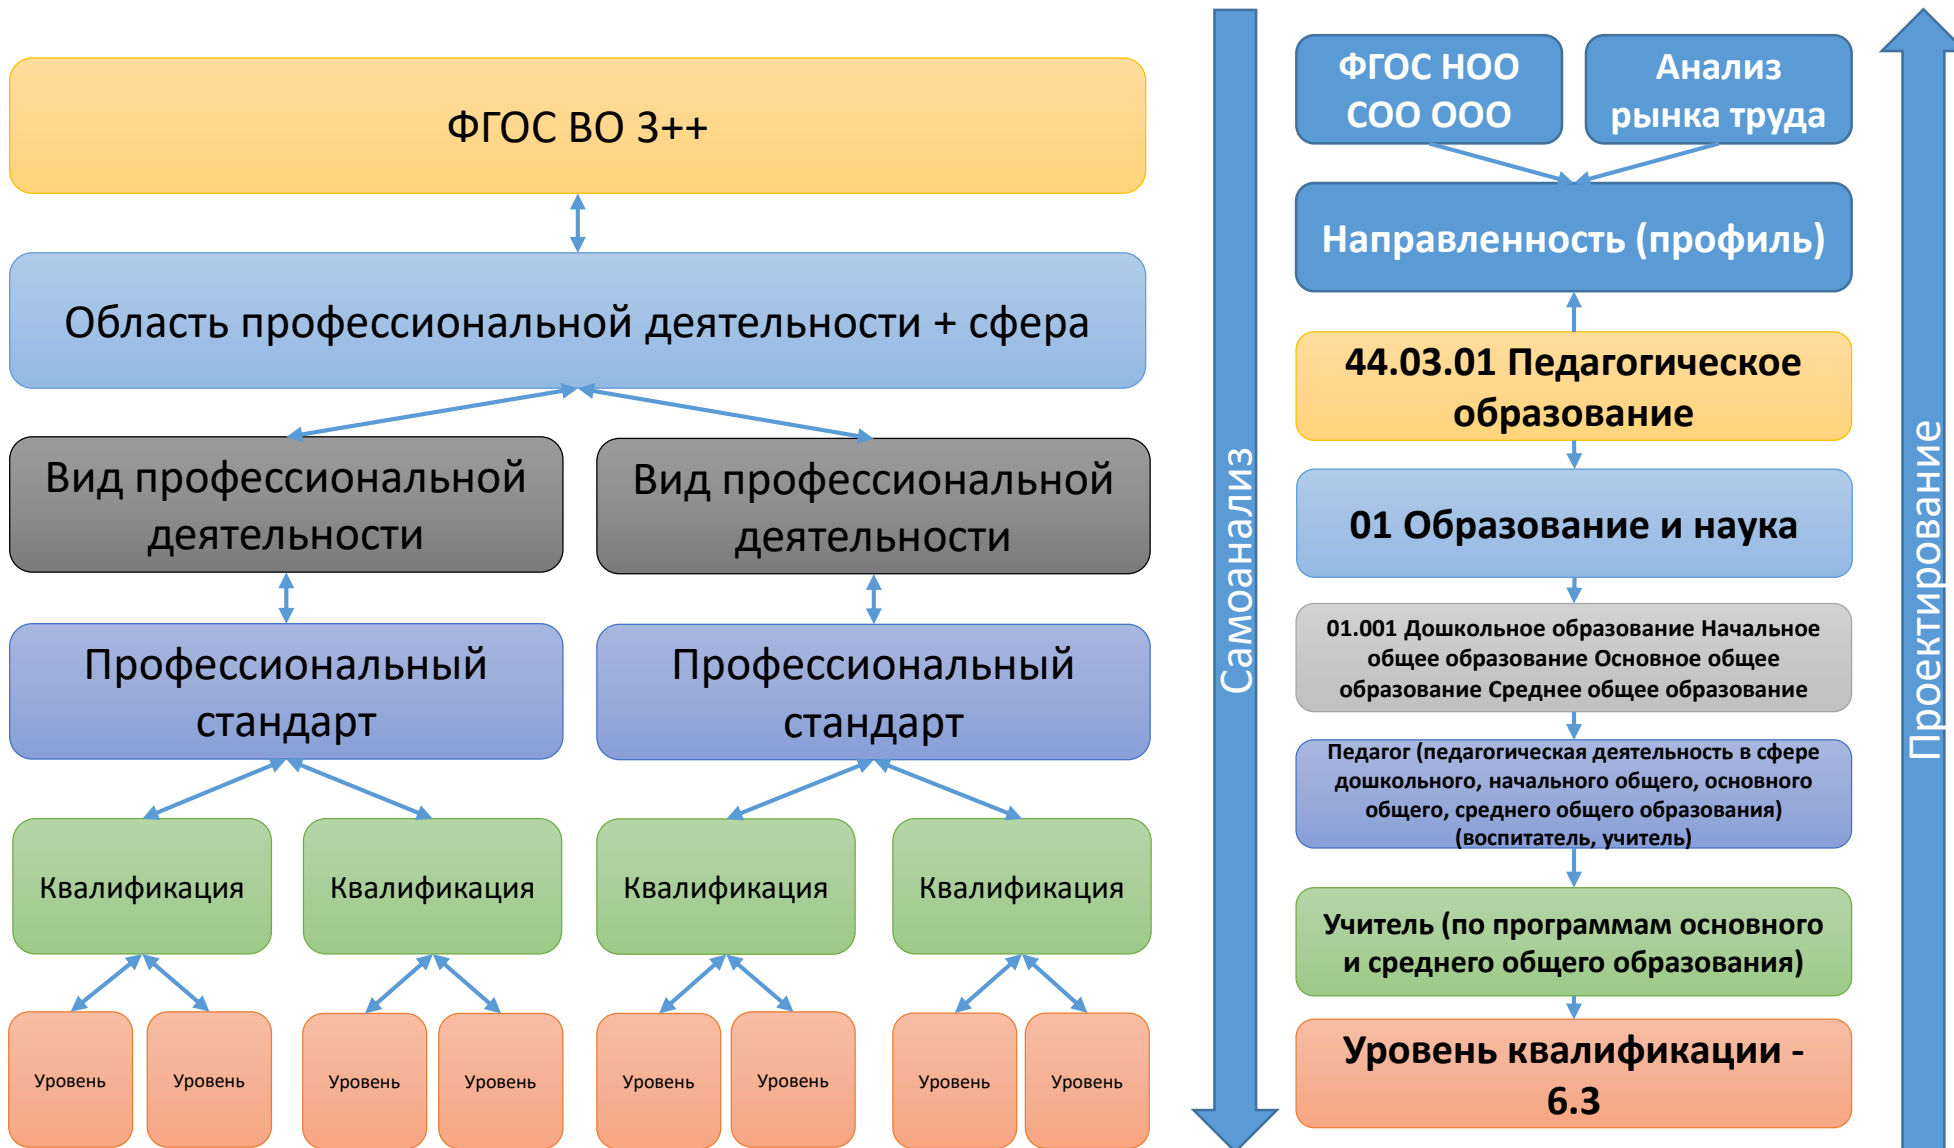 ФГОС ВО 3++
Область профессиональной деятельности + сфера
Вид профессиональной
деятельности
Вид профессиональной
деятельности
Профессиональный
стандарт
Профессиональный
стандарт
Квалификация
Квалификация
Квалификация
Квалификация
Уровень
Уровень
Уровень
Уровень
Уровень
Уровень
Уровень
Уровень
Самоанализ
ФГОС НОО
СОО ООО
Анализ
рынка труда
Направленность (профиль)
44.03.01 Педагогическое
образование
01 Образование и наука
01.001 Дошкольное образование Начальное
общее образование Основное общее
образование Среднее общее образование
Педагог (педагогическая деятельность в сфере
дошкольного, начального общего, основного
общего, среднего общего образования)
(воспитатель, учитель)
Учитель (по программам основного
и среднего общего образования)
Уровень квалификации -
6.3
Проектирование